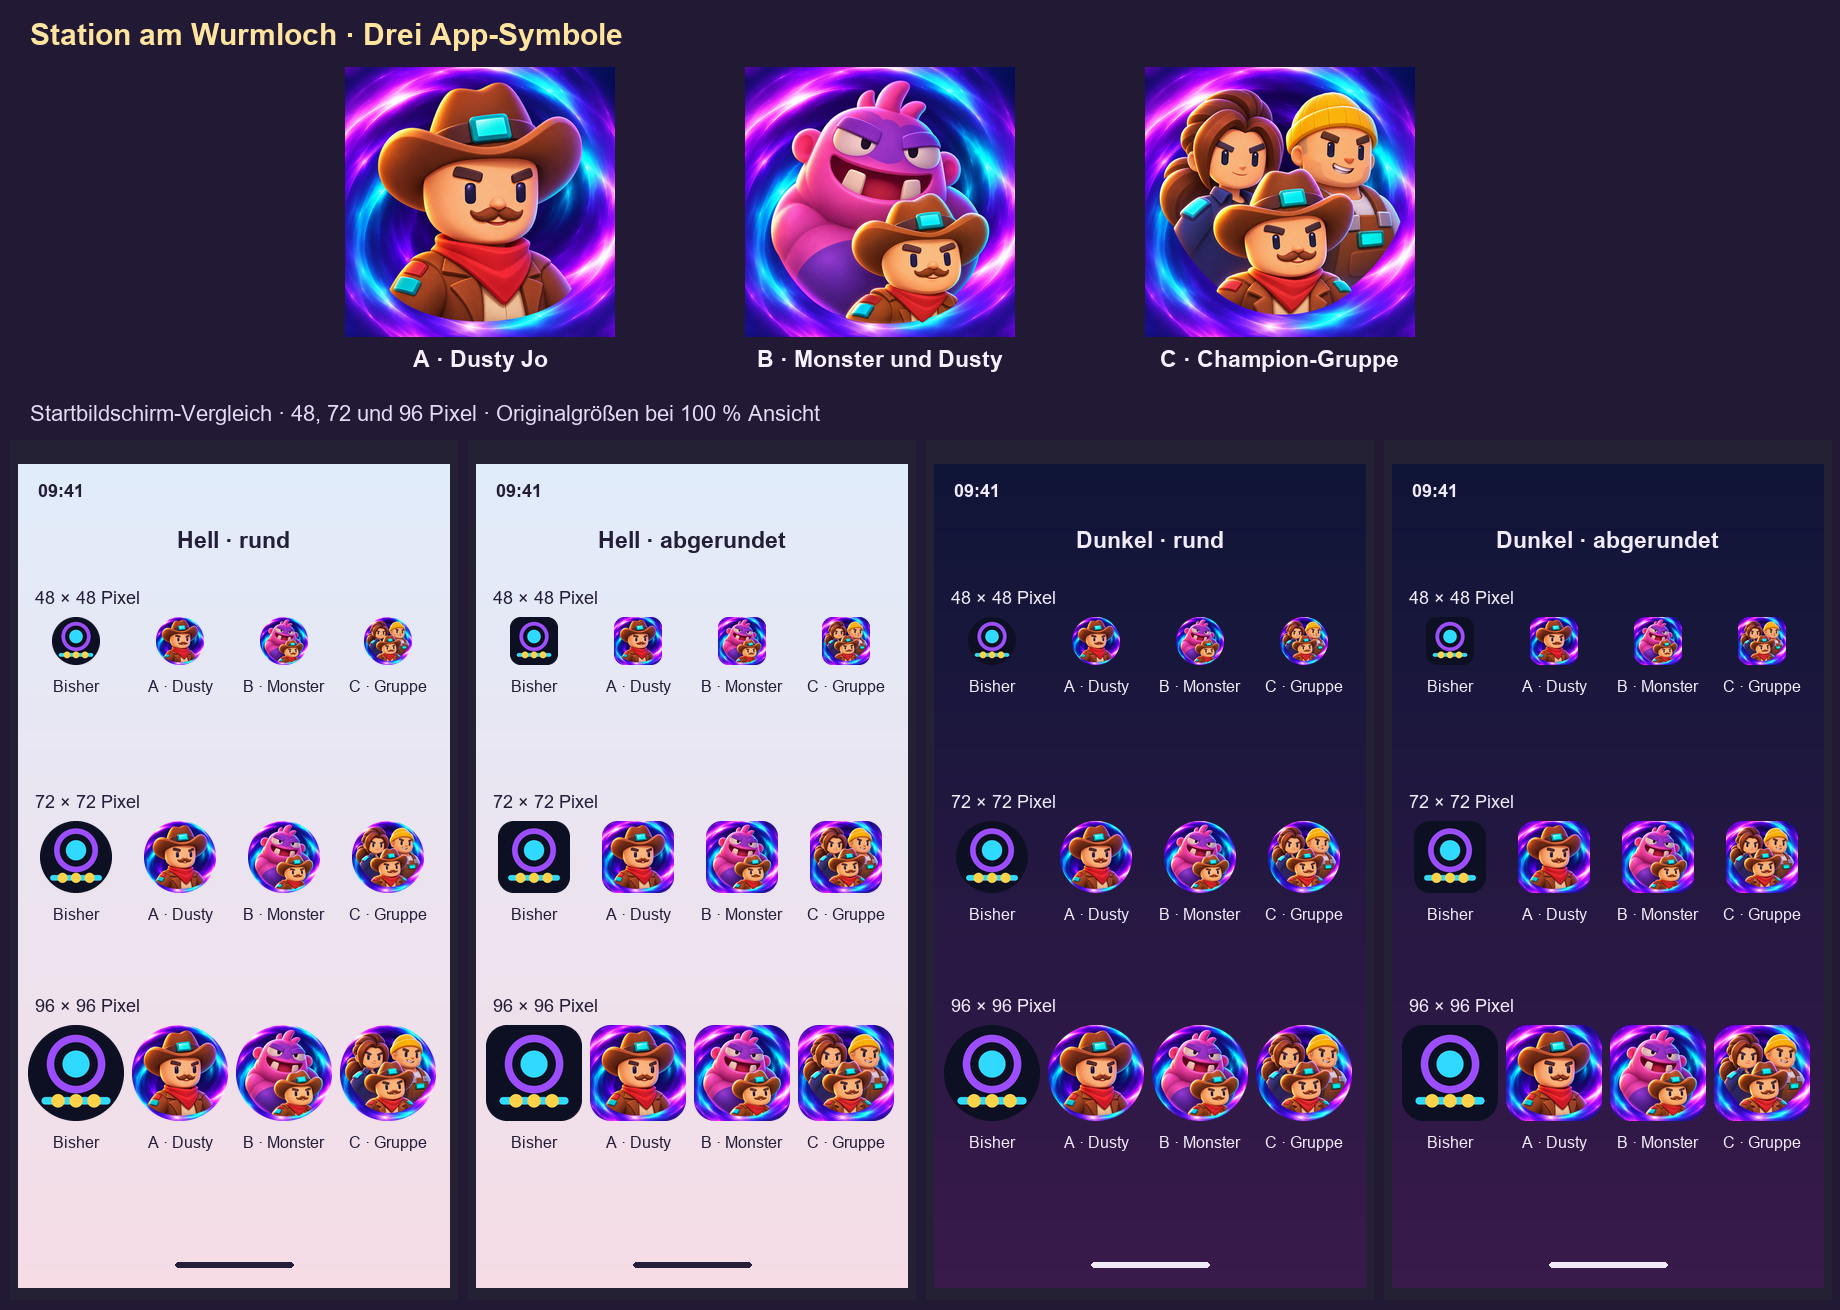 Station am Wurmloch · Drei App-Symbole
A · Dusty Jo
B · Monster und Dusty
C · Champion-Gruppe
Startbildschirm-Vergleich · 48, 72 und 96 Pixel · Originalgrößen bei 100 % Ansicht
09:41
Hell · rund
48 × 48 Pixel
Bisher
A · Dusty
B · Monster
C · Gruppe
72 × 72 Pixel
Bisher
A · Dusty
B · Monster
C · Gruppe
96 × 96 Pixel
Bisher
A · Dusty
B · Monster
C · Gruppe
09:41
Hell · abgerundet
48 × 48 Pixel
Bisher
A · Dusty
B · Monster
C · Gruppe
72 × 72 Pixel
Bisher
A · Dusty
B · Monster
C · Gruppe
96 × 96 Pixel
Bisher
A · Dusty
B · Monster
C · Gruppe
09:41
Dunkel · rund
48 × 48 Pixel
Bisher
A · Dusty
B · Monster
C · Gruppe
72 × 72 Pixel
Bisher
A · Dusty
B · Monster
C · Gruppe
96 × 96 Pixel
Bisher
A · Dusty
B · Monster
C · Gruppe
09:41
Dunkel · abgerundet
48 × 48 Pixel
Bisher
A · Dusty
B · Monster
C · Gruppe
72 × 72 Pixel
Bisher
A · Dusty
B · Monster
C · Gruppe
96 × 96 Pixel
Bisher
A · Dusty
B · Monster
C · Gruppe